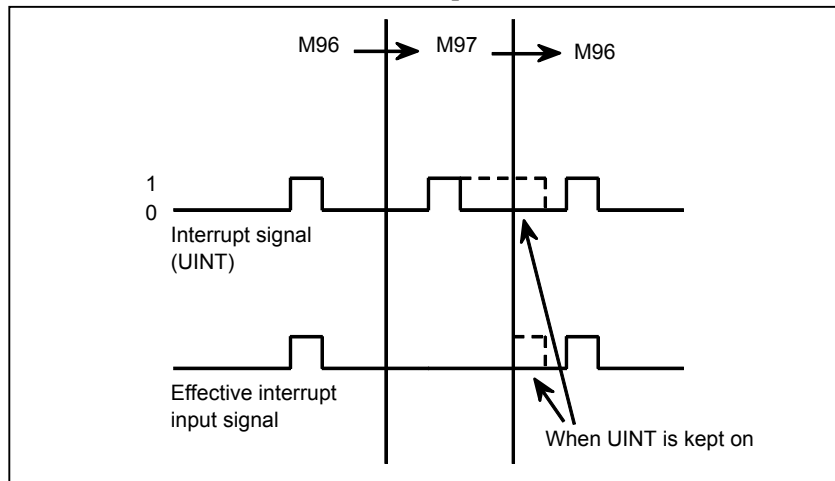 M96
M97
M96
1
0
Interrupt signal
(UINT)
Effective interrupt
input signal
When UINT is kept on